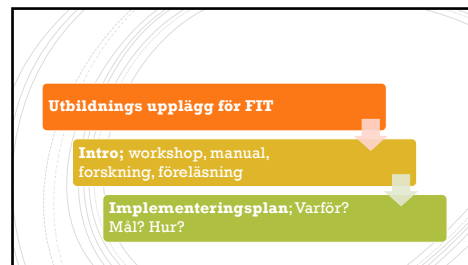 Utbildnings upplägg för FIT
Intro; workshop, manual,
forskning, föreläsning
Implementeringsplan; Varför?
Mål? Hur?